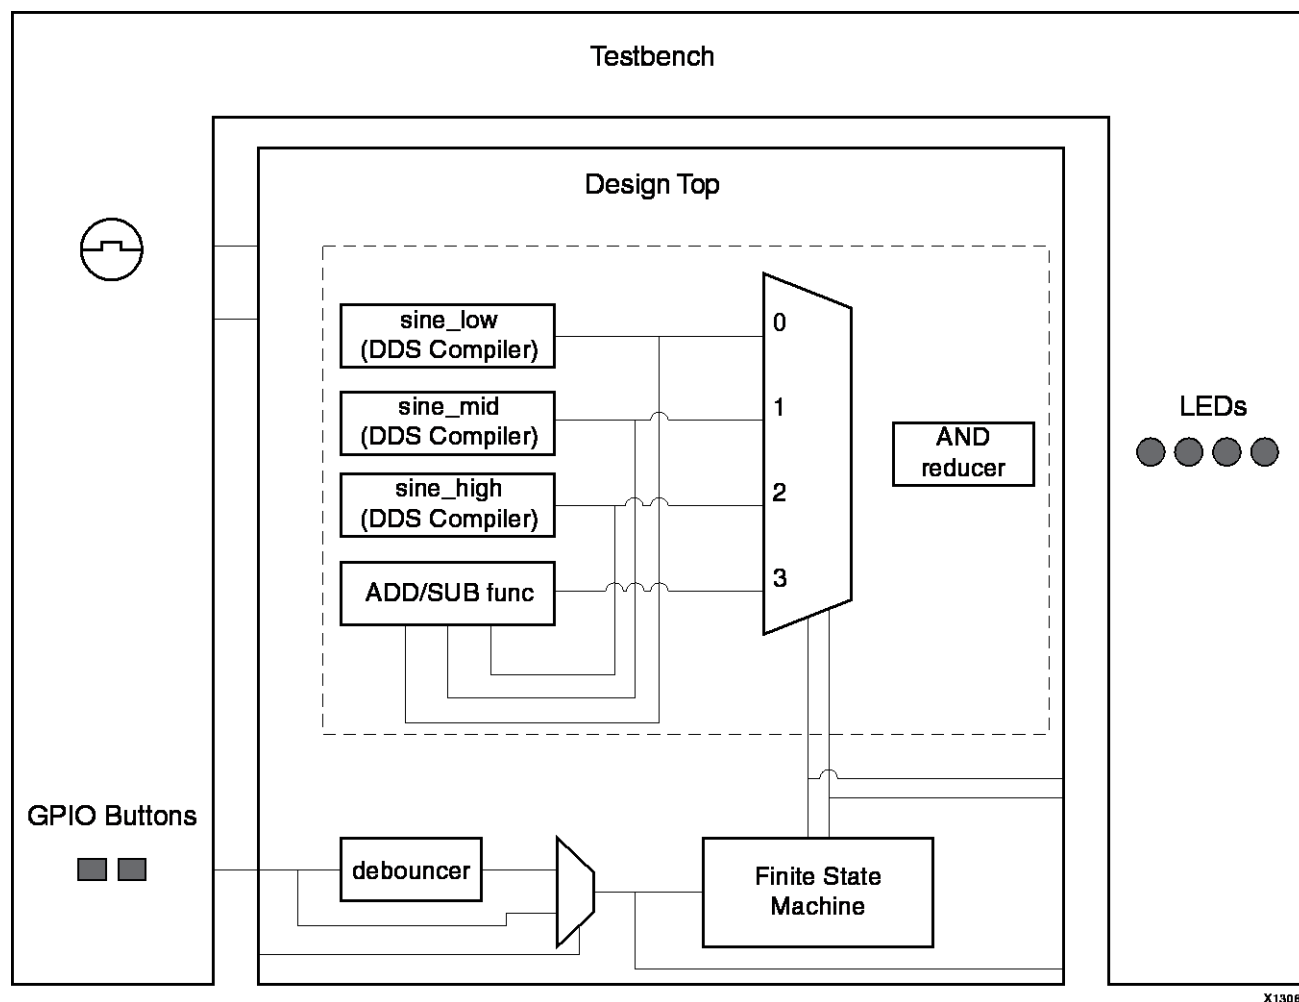 Testbench
Design Top
sine_low
(DDS Compiler)
0
sine_mid
(DDS Compiler)
1
sine_high
(DDS Compiler)
2
ADD/SUB func
3
AND
reducer
LEDs
GPIO Buttons
debouncer
Finite State
Machine